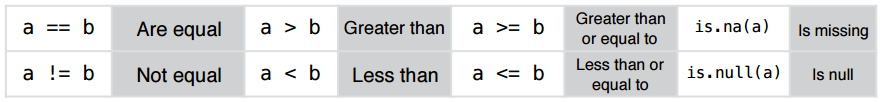 a == b Are equal a > b Greater than a >= b Greater than or equal to is.na(a) Is missing
a != b Not equal a < b Less than a <= b Less than or equal to is.null(a) Is null